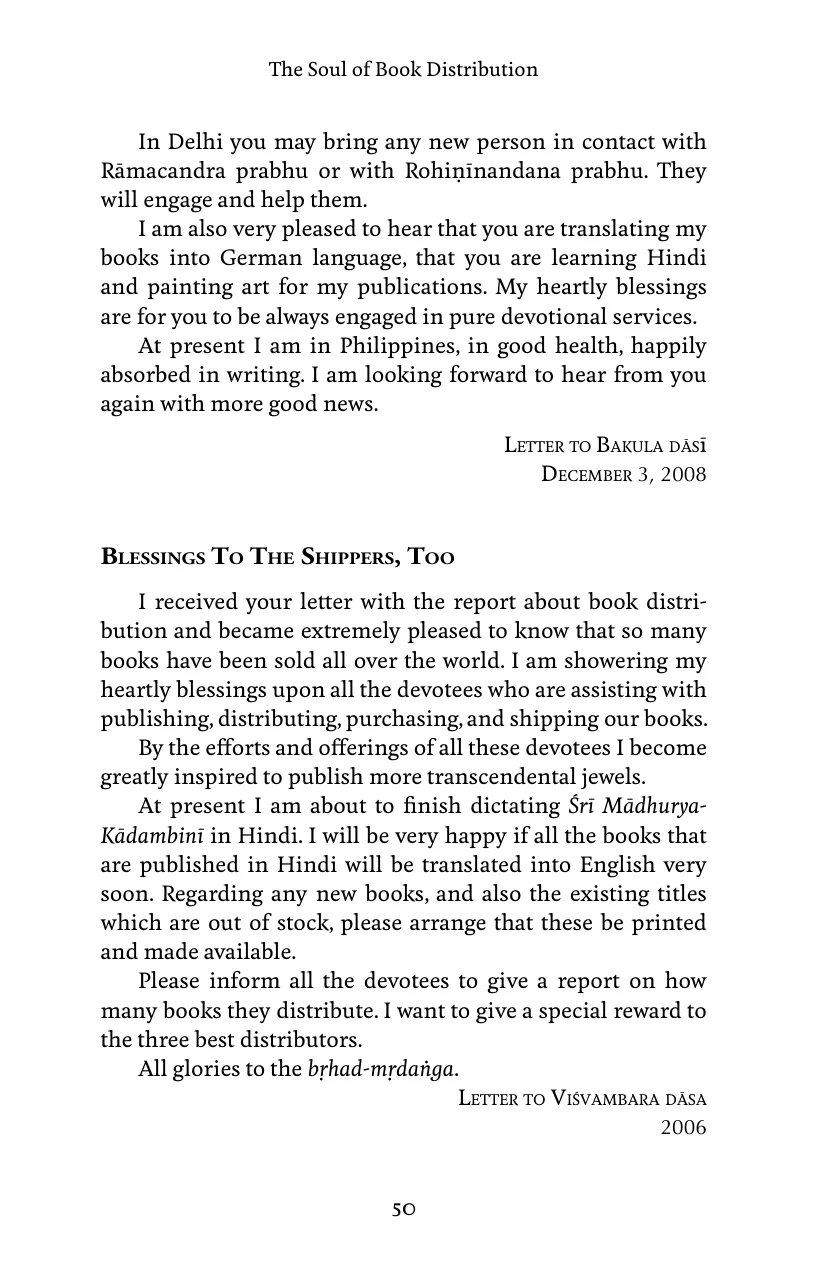 The Soul of Book Distribution
In Delhi you may bring any new person in contact with
Rāmacandra prabhu or with Rohiṇīnandana prabhu. They
will engage and help them.
I am also very pleased to hear that you are translating my
books into German language, that you are learning Hindi
and painting art for my publications. My heartly blessings
are for you to be always engaged in pure devotional services.
At present I am in Philippines, in good health, happily
absorbed in writing. I am looking forward to hear from you
again with more good news.
Letter to Bakula dāsī
December 3, 2008
Blessings To The Shippers, Too
I received your letter with the report about book distri-
bution and became extremely pleased to know that so many
books have been sold all over the world. I am showering my
heartly blessings upon all the devotees who are assisting with
publishing, distributing, purchasing, and shipping our books.
By the efforts and offerings of all these devotees I become
greatly inspired to publish more transcendental jewels.
At present I am about to finish dictating Śrī Mādhurya-
Kādambinī in Hindi. I will be very happy if all the books that
are published in Hindi will be translated into English very
soon. Regarding any new books, and also the existing titles
which are out of stock, please arrange that these be printed
and made available.
Please inform all the devotees to give a report on how
many books they distribute. I want to give a special reward to
the three best distributors.
All glories to the bṛhad-mṛdaṅga.
Letter to Viśvambara dāsa
2006
50